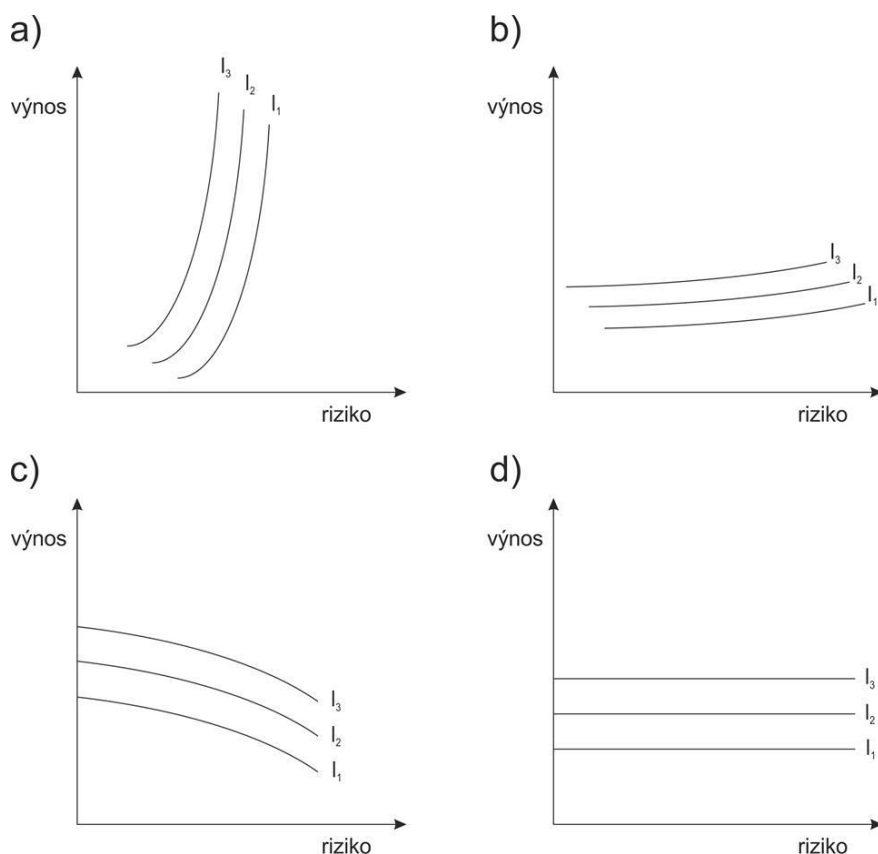 a)
výnos
I₃
I₂
I₁
riziko
b)
výnos
I₃
I₂
I₁
riziko
c)
výnos
I₃
I₂
I₁
riziko
d)
výnos
I₃
I₂
I₁
riziko